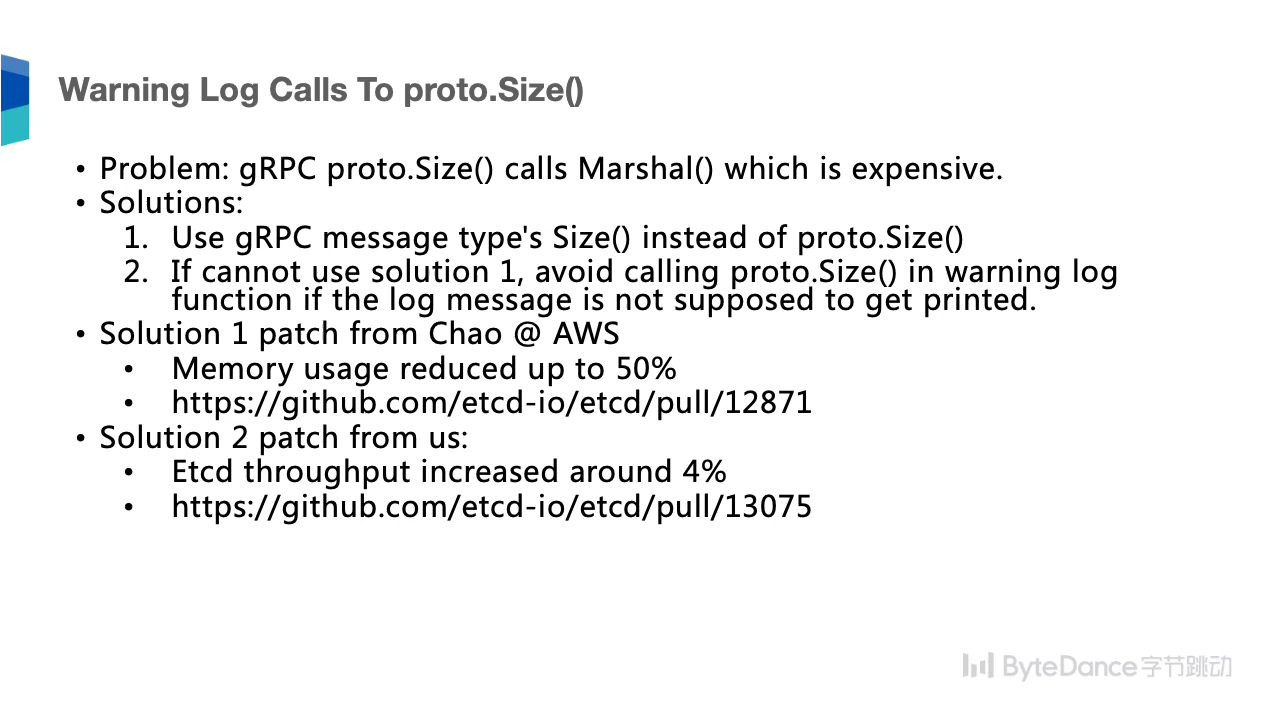 Warning Log Calls To proto.Size()
• Problem: gRPC proto.Size() calls Marshal() which is expensive.
• Solutions:
1. Use gRPC message type's Size() instead of proto.Size()
2. If cannot use solution 1, avoid calling proto.Size() in warning log
function if the log message is not supposed to get printed.
• Solution 1 patch from Chao @ AWS
• Memory usage reduced up to 50%
• https://github.com/etcd-io/etcd/pull/12871
• Solution 2 patch from us:
• Etcd throughput increased around 4%
• https://github.com/etcd-io/etcd/pull/13075
ByteDance字节跳动